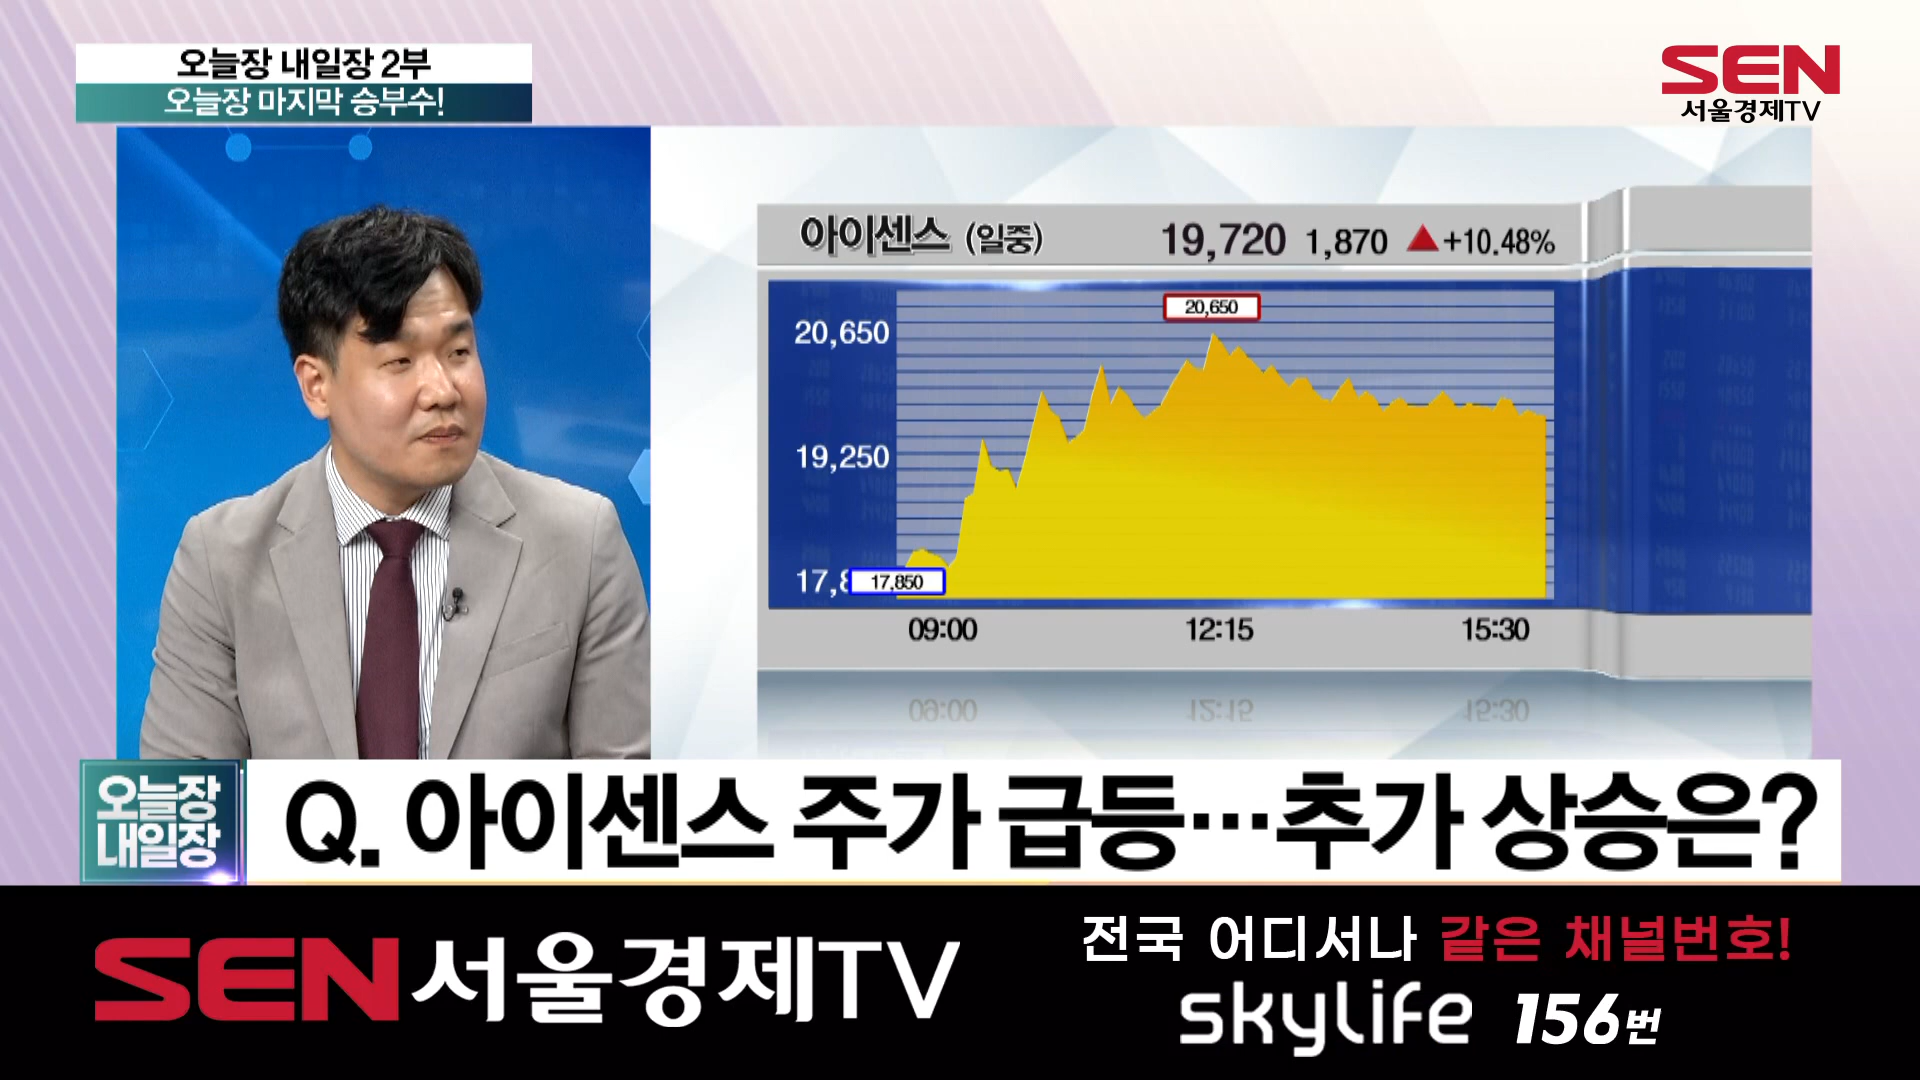 오늘장 내일장 2부
오늘장 마지막 승부수!
SEN
서울경제TV
아이센스 (일중) 19,720 1,870 ▲+10.48%
20,650
20,650
19,250
17,8
17,850
09:00 12:15 15:30
오늘장
내일장
Q. 아이센스 주가 급등…추가 상승은?
SEN서울경제TV
전국 어디서나 같은 채널번호!
skylife 156번